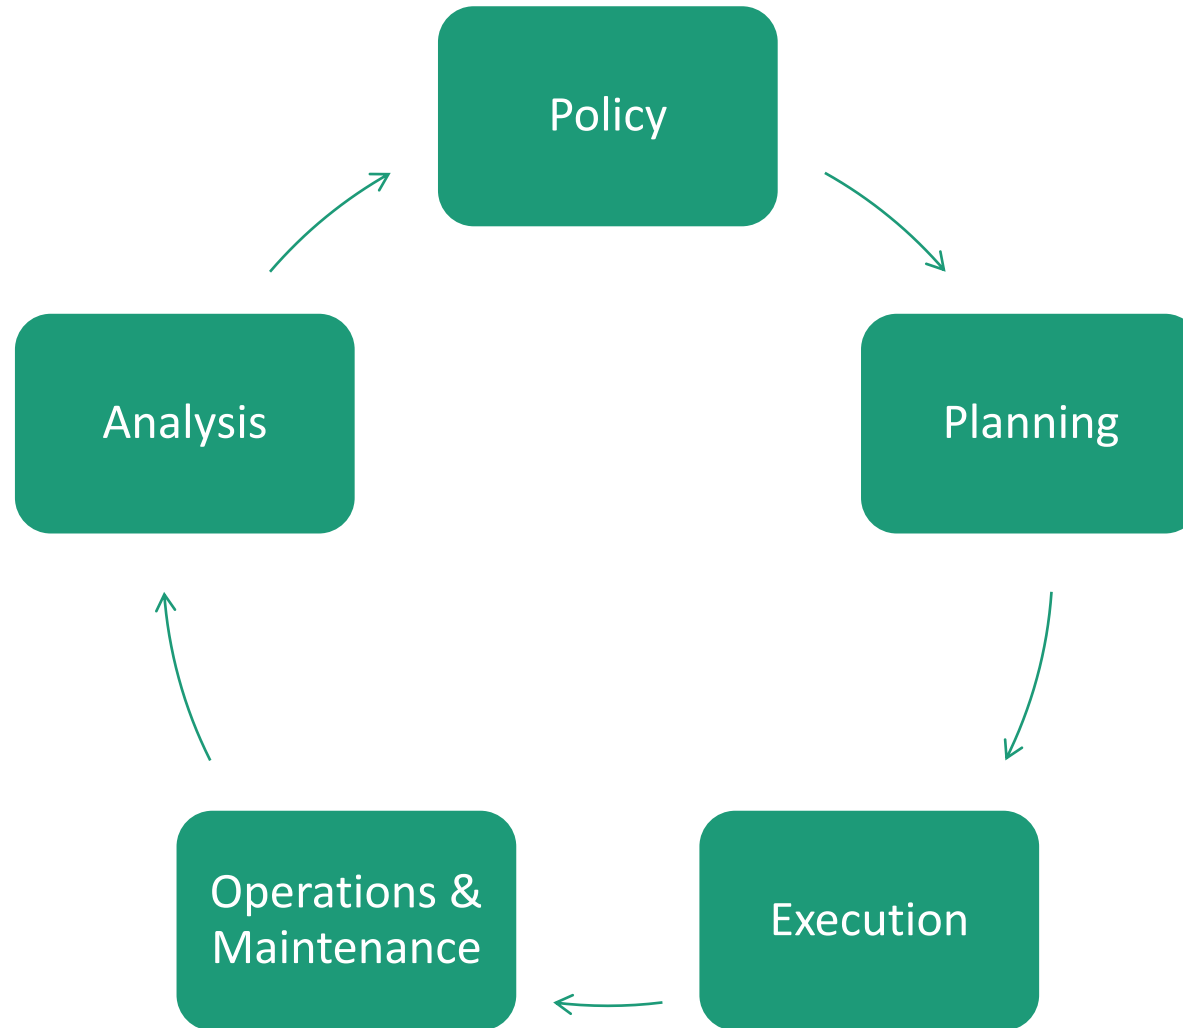 Policy
Planning
Execution
Operations &
Maintenance
Analysis